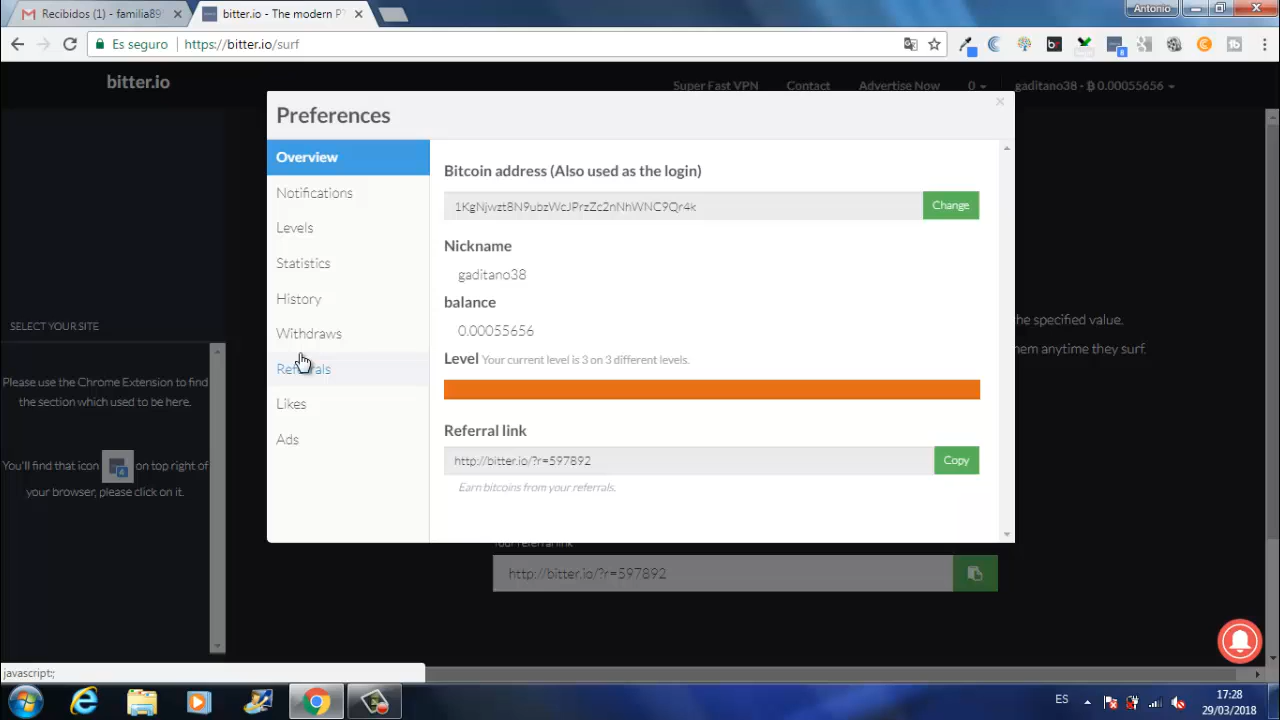 Recibidos (1) - familia89
bitter.io - The modern PT
Antonio
Es seguro
https://bitter.io/surf
bitter.io
Super Fast VPN
Contact
Advertise Now
0
gaditano38 - ₿ 0.00055656
Preferences
Overview
Notifications
Levels
Statistics
History
Withdraws
Referrals
Likes
Ads
Bitcoin address (Also used as the login)
1KgNjwzt8N9ubzWcJPrzZc2nNhWNC9Qr4k
Change
Nickname
gaditano38
balance
0.00055656
Level Your current level is 3 on 3 different levels.
Referral link
http://bitter.io/?r=597892
Copy
Earn bitcoins from your referrals.
SELECT YOUR SITE
Please use the Chrome Extension to find
the section which used to be here.
You'll find that icon on top right of
your browser, please click on it.
he specified value.
em anytime they surf.
Your referral link
http://bitter.io/?r=597892
javascript:;
ES
17:28
29/03/2018